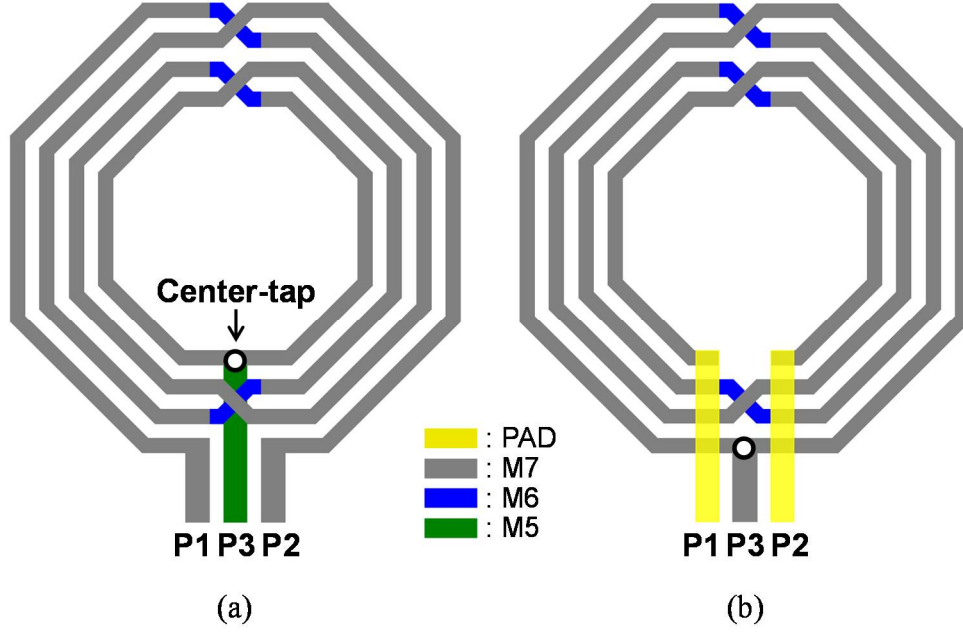 Center-tap
: PAD
: M7
: M6
: M5
P1 P3 P2
P1 P3 P2
(a)
(b)